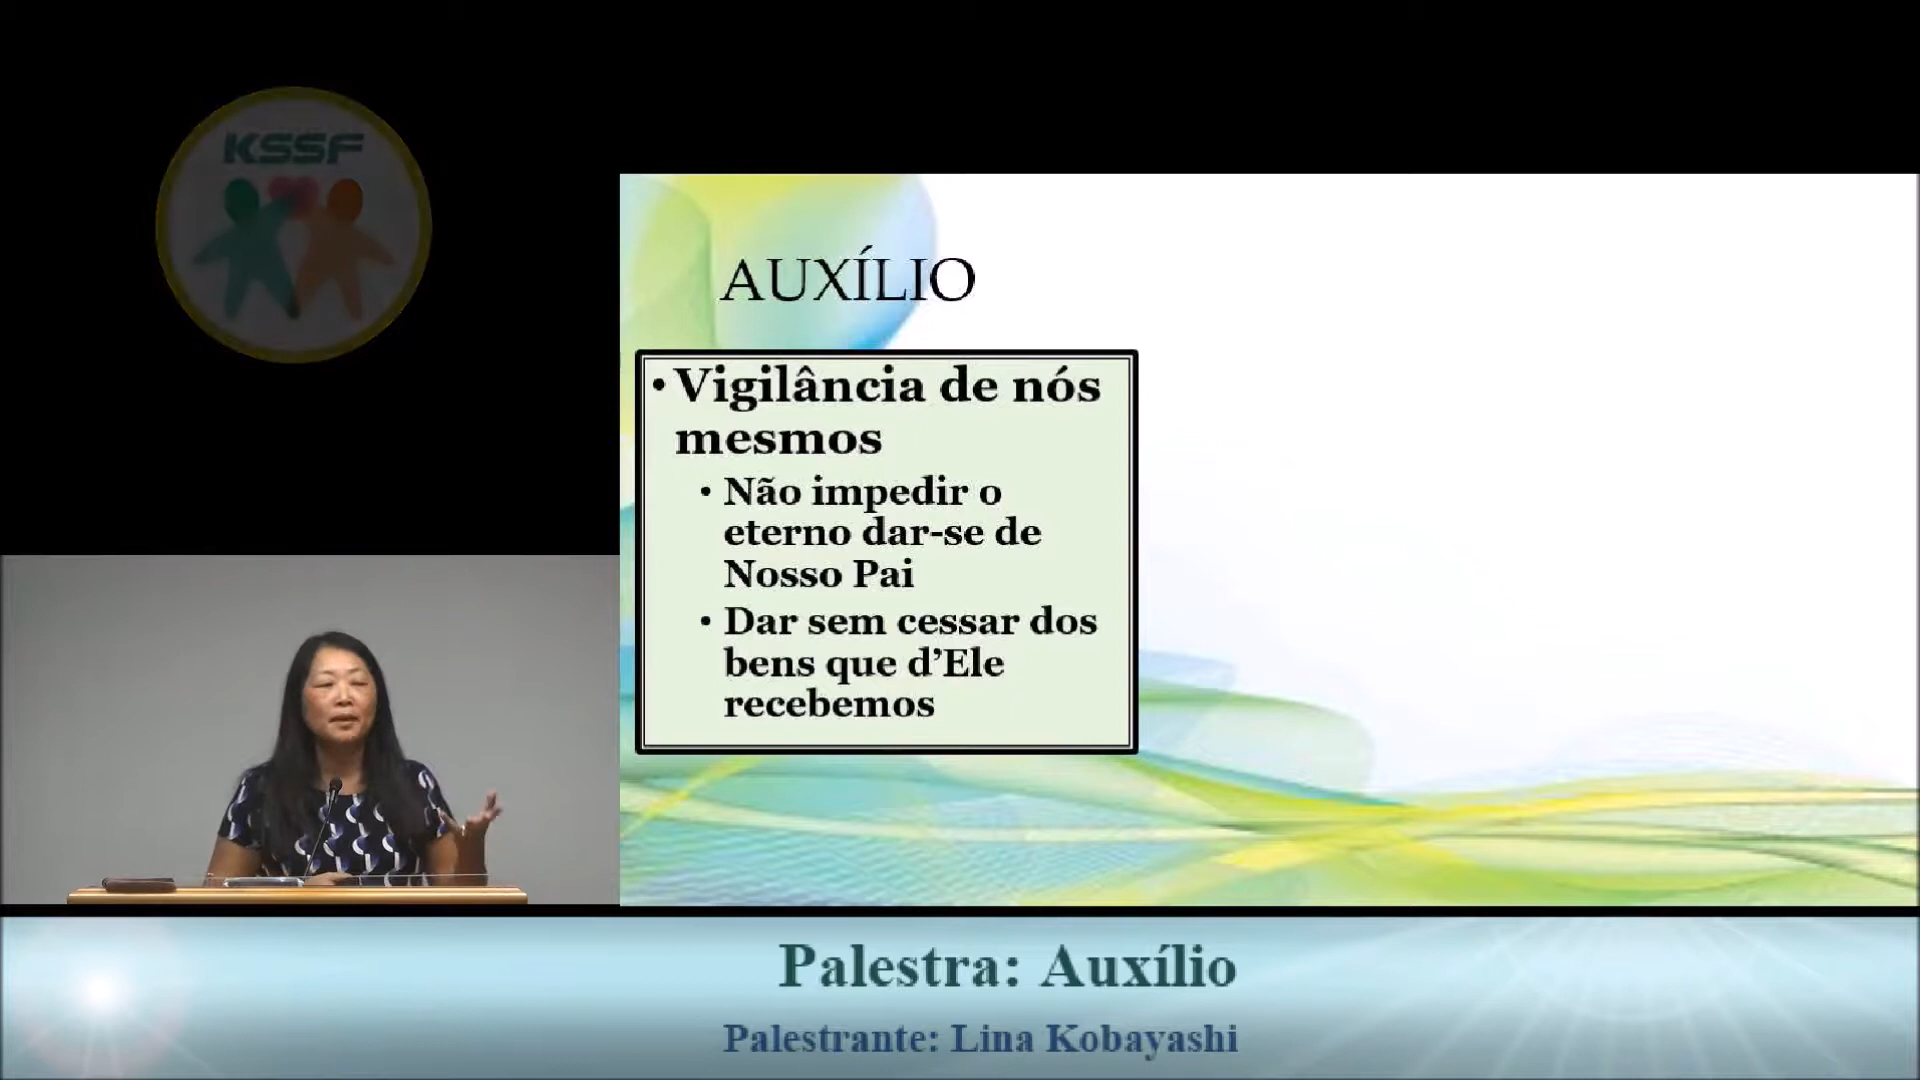 KSSF
AUXÍLIO
• Vigilância de nós
mesmos
• Não impedir o
eterno dar-se de
Nosso Pai
• Dar sem cessar dos
bens que d’Ele
recebemos
Palestra: Auxílio
Palestrante: Lina Kobayashi